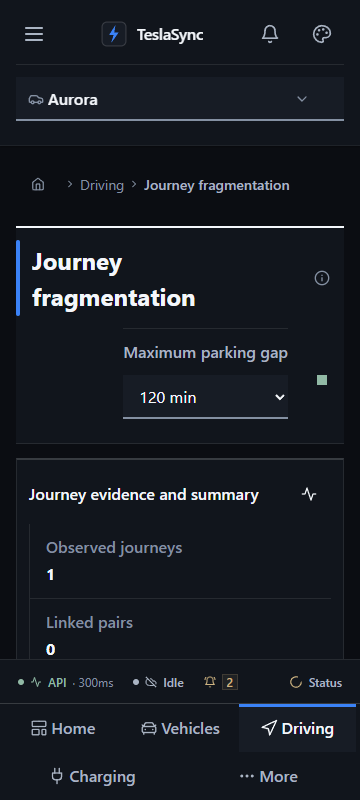 TeslaSync
Aurora
Driving
Journey fragmentation
Journey
fragmentation
Maximum parking gap
120 min
Journey evidence and summary
Observed journeys
1
Linked pairs
0
API · 300ms
Idle
2
Status
Home
Vehicles
Driving
Charging
More